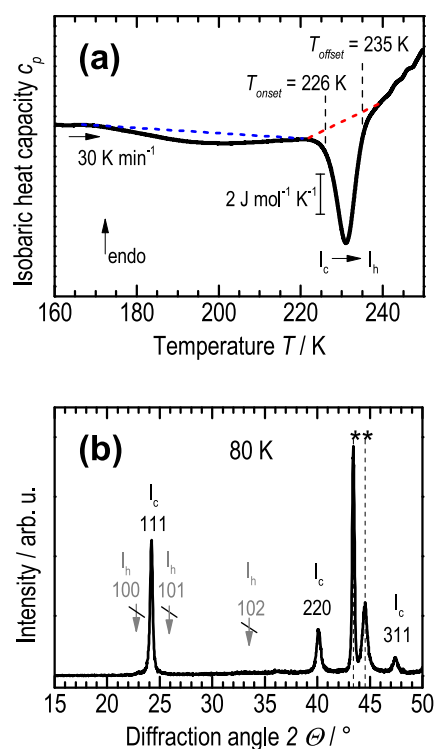 (a)
T_offset = 235 K
T_onset = 226 K
30 K min⁻¹
2 J mol⁻¹ K⁻¹
endo
I_c → I_h
Isobaric heat capacity c_p
160 180 200 220 240
Temperature T / K
(b)
80 K
**
I_c
111
I_h
100
I_h
101
I_h
102
I_c
220
I_c
311
Intensity / arb. u.
15 20 25 30 35 40 45 50
Diffraction angle 2 Θ / °